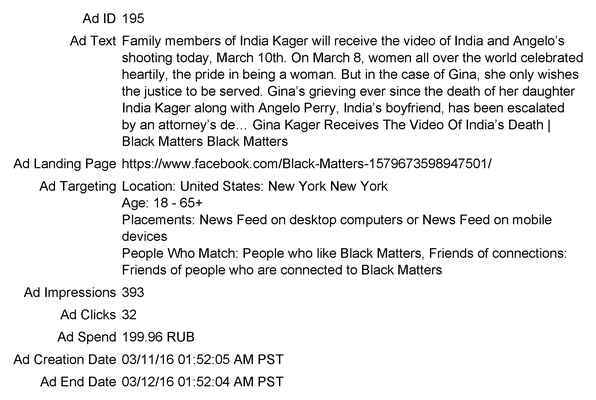 Ad ID 195
Ad Text Family members of India Kager will receive the video of India and Angelo's
shooting today, March 10th. On March 8, women all over the world celebrated
heartily, the pride in being a woman. But in the case of Gina, she only wishes
the justice to be served. Gina's grieving ever since the death of her daughter
India Kager along with Angelo Perry, India's boyfriend, has been escalated
by an attorney's de... Gina Kager Receives The Video Of India's Death |
Black Matters Black Matters
Ad Landing Page https://www.facebook.com/Black-Matters-1579673598947501/
Ad Targeting Location: United States: New York New York
Age: 18 - 65+
Placements: News Feed on desktop computers or News Feed on mobile
devices
People Who Match: People who like Black Matters, Friends of connections:
Friends of people who are connected to Black Matters
Ad Impressions 393
Ad Clicks 32
Ad Spend 199.96 RUB
Ad Creation Date 03/11/16 01:52:05 AM PST
Ad End Date 03/12/16 01:52:04 AM PST